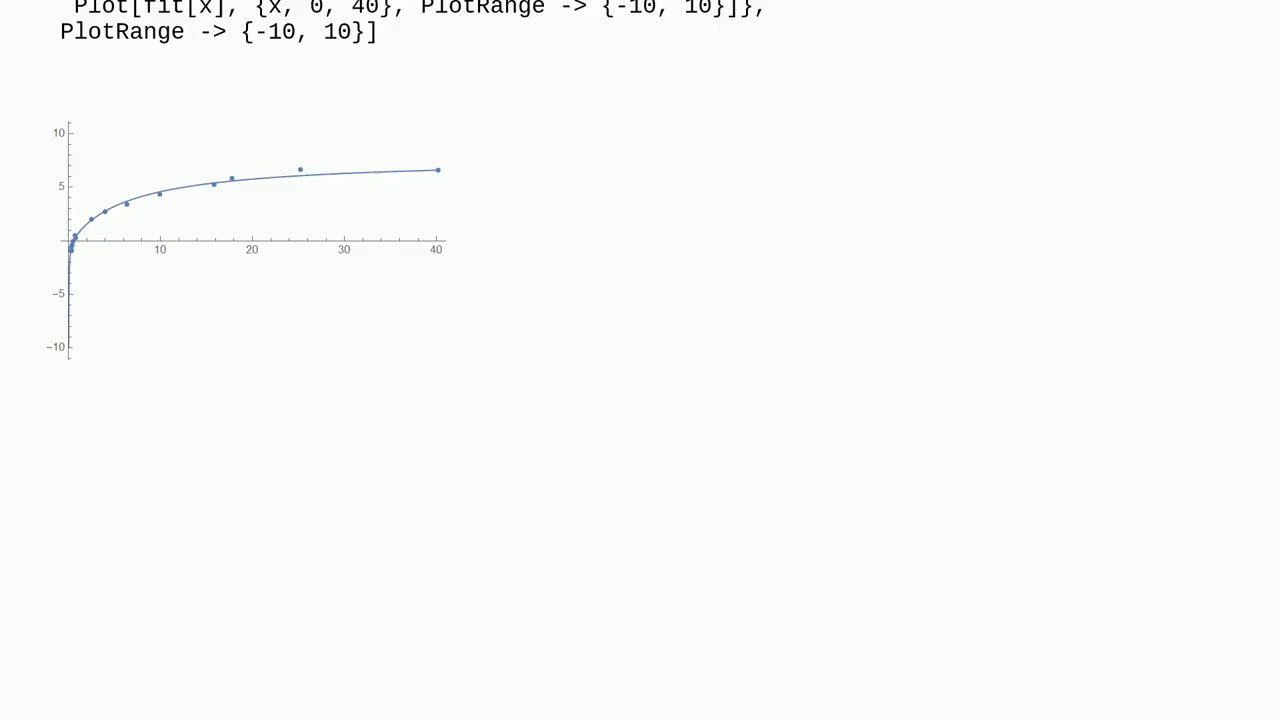 Plot[fit[x], {x, 0, 40}, PlotRange -> {-10, 10}]},
PlotRange -> {-10, 10}]
10
5
10 20 30 40
−5
−10